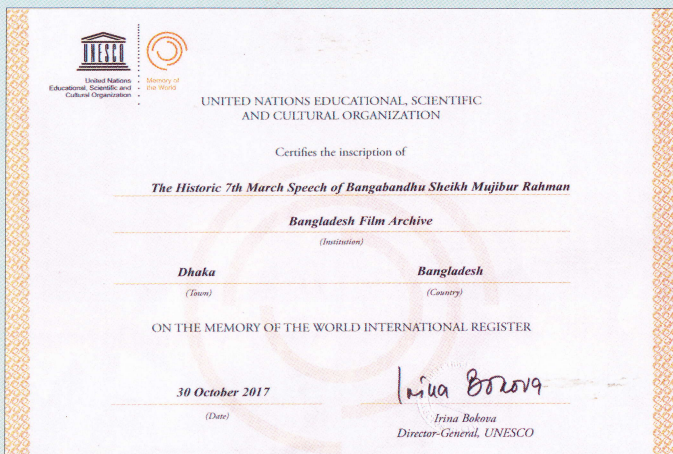 UNESCO
United Nations
Educational, Scientific and
Cultural Organization
Memory of
the World
UNITED NATIONS EDUCATIONAL, SCIENTIFIC
AND CULTURAL ORGANIZATION
Certifies the inscription of
The Historic 7th March Speech of Bangabandhu Sheikh Mujibur Rahman
Bangladesh Film Archive
(Institution)
Dhaka Bangladesh
(Town) (Country)
ON THE MEMORY OF THE WORLD INTERNATIONAL REGISTER
30 October 2017 Irina Bokova
(Date) Irina Bokova
Director-General, UNESCO